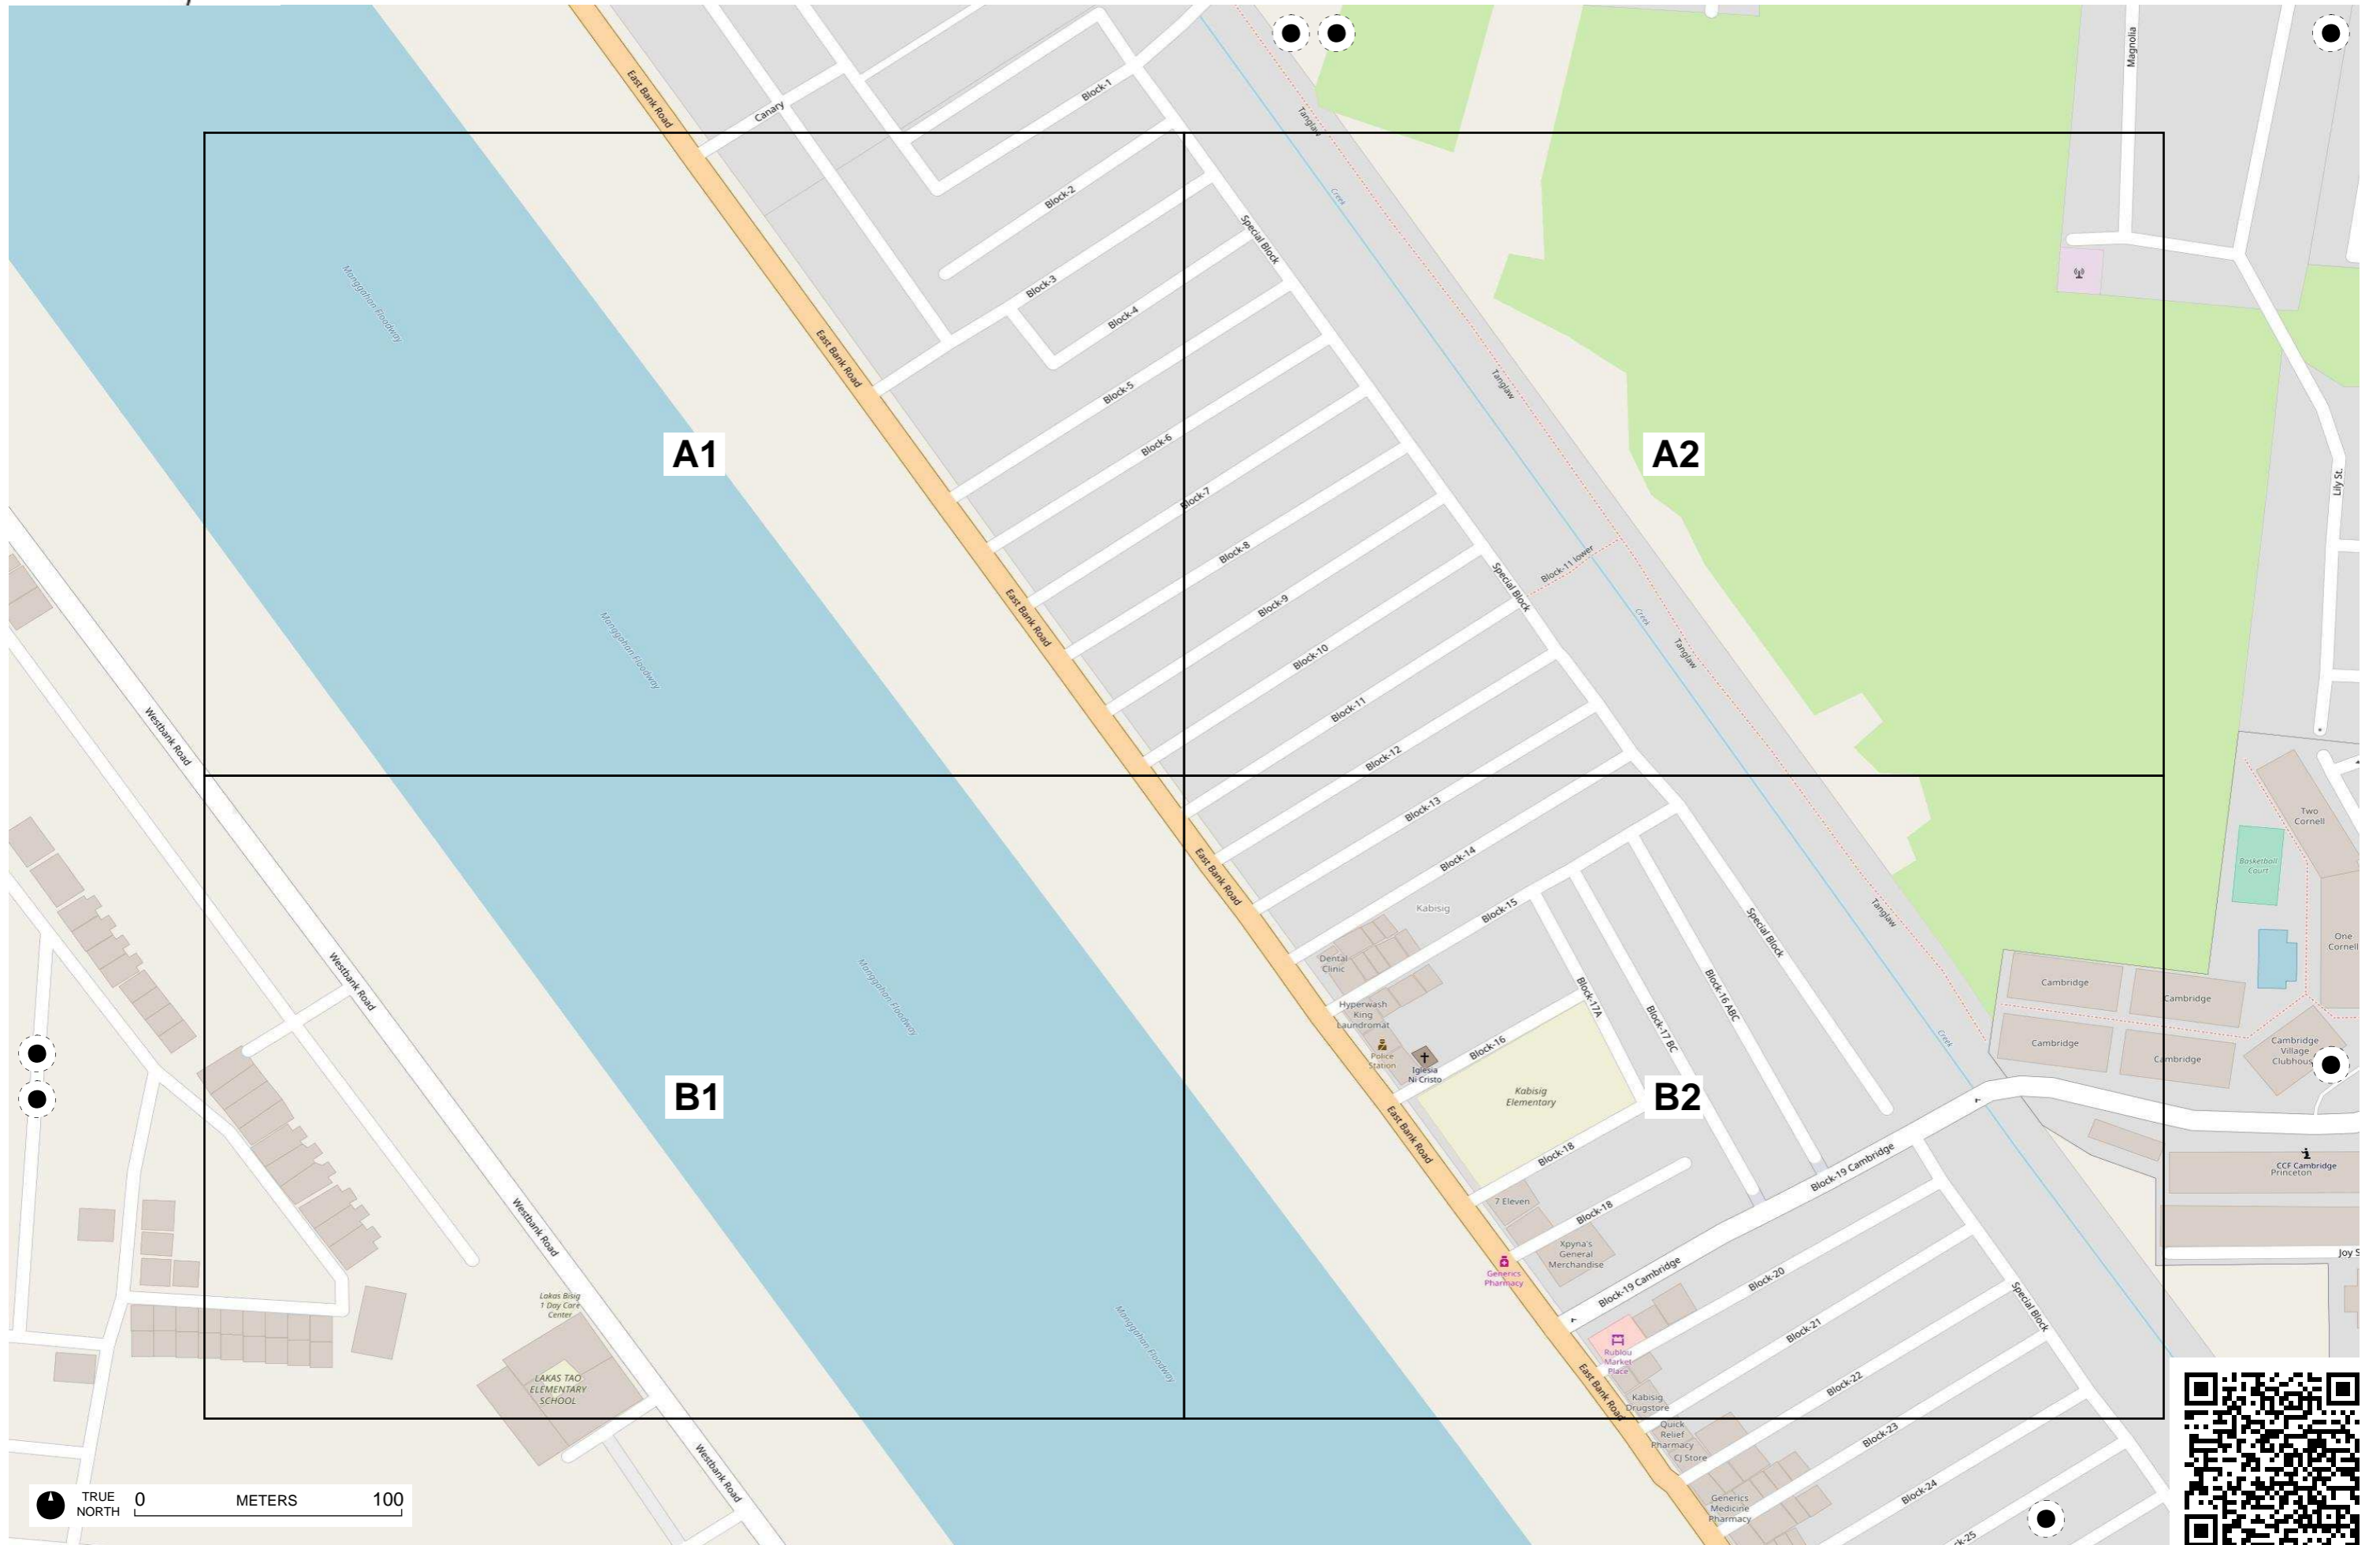 Magnolia
East Bank Road
Canary
Block-1
Tanglaw
Block-2
Creek
Special Block
Manggahan Floodway
Block-3
Block-4
East Bank Road
Tanglaw
Block-5
A1
A2
Block-6
Lily St.
Block-7
Block-8
Block-11 lower
Special Block
Block-9
East Bank Road
Creek
Manggahan Floodway
Block-10
Tanglaw
Block-11
Westbank Road
Block-12
Block-13
Two
Cornell
Block-14
Basketball
Court
East Bank Road
Kabisig
Block-15
Tanglaw
Special Block
One
Cornell
Dental
Clinic
Westbank Road
Manggahan Floodway
Cambridge
Cambridge
Block-17A
Block-16 ABC
Hyperwash
King
Laundromat
Block-17 BC
Creek
Block-16
Police
Station
Iglesia
Ni Cristo
Cambridge
Cambridge
Cambridge
Village
Clubhous
Kabisig
Elementary
B1
B2
East Bank Road
Block-18
Block-19 Cambridge
CCF Cambridge
Princeton
7 Eleven
Block-18
Westbank Road
Xpyna's
General
Merchandise
Joy S
Generics
Pharmacy
Block-19 Cambridge
Block-20
Lakas Bisig
1 Day Care
Center
Special Block
Block-21
Manggahan Floodway
Rublou
Market
Place
LAKAS TAO
ELEMENTARY
SCHOOL
East Bank Road
Block-22
Kabisig
Drugstore
Quick
Relief
Pharmacy
CJ Store
Block-23
Westbank Road
Block-24
Generics
Medicine
Pharmacy
ck-25
TRUE
NORTH
0 METERS 100